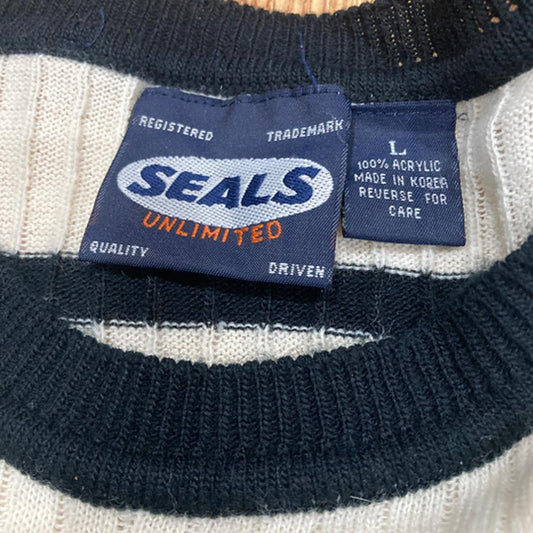 REGISTERED TRADEMARK
SEALS
UNLIMITED
QUALITY DRIVEN
L
100% ACRYLIC
MADE IN KOREA
REVERSE FOR
CARE